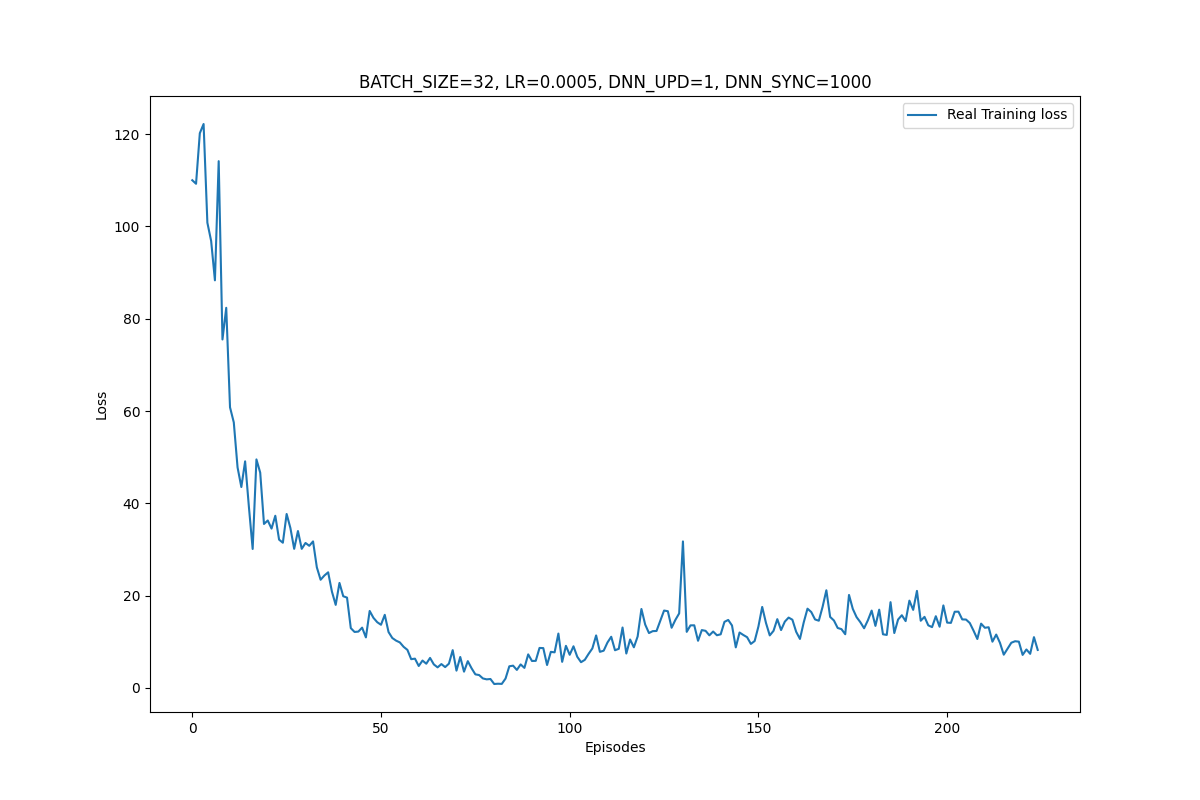 BATCH_SIZE=32, LR=0.0005, DNN_UPD=1, DNN_SYNC=1000
Real Training loss
120
100
80
60
40
20
0
Loss
0 50 100 150 200
Episodes